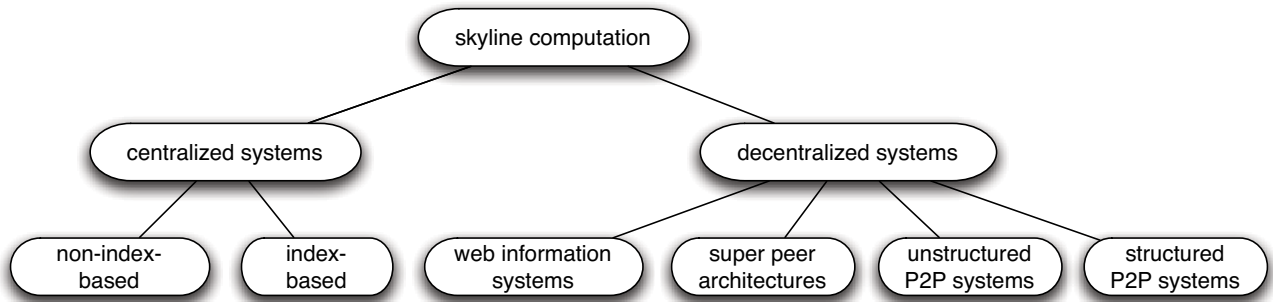 skyline computation
centralized systems
decentralized systems
non-index-
based
index-
based
web information
systems
super peer
architectures
unstructured
P2P systems
structured
P2P systems